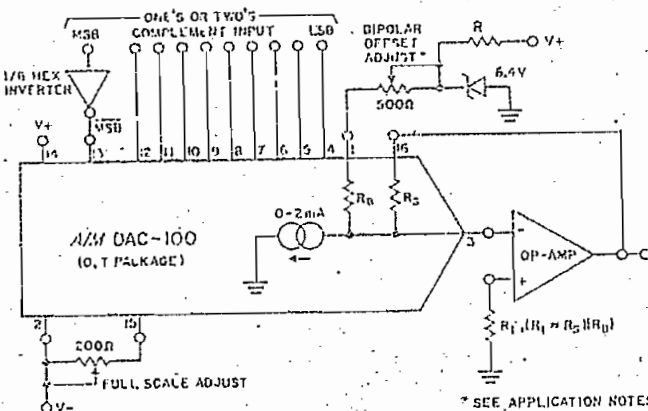 ONE'S OR TWO'S
COMPLEMENT INPUT
MSB
LSB
1/6 HEX
INVERTER
MSB
V+
14
13
12
11
10
9
8
7
6
5
4
1
16
BIPOLAR
OFFSET
ADJUST *
500Ω
R
V+
6.4V
RB
RS
0-2mA
DAC-100
(Q, T PACKAGE)
3
-
+
OP-AMP
2
15
200Ω
FULL SCALE ADJUST
V-
* SEE APPLICATION NOTES